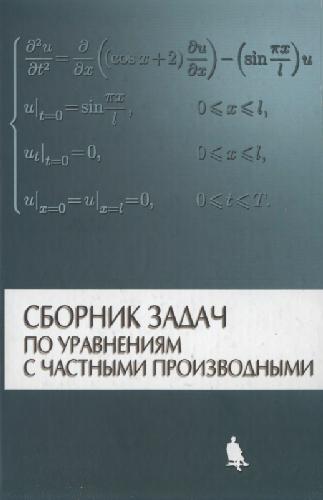 ∂²u/∂t² = ∂/∂x((cos x + 2) ∂u/∂x) − (sin πx/l) u
u|ₜ₌₀ = sin πx/l, 0 ⩽ x ⩽ l,
uₜ|ₜ₌₀ = 0, 0 ⩽ x ⩽ l,
u|ₓ₌₀ = u|ₓ₌ₗ = 0, 0 ⩽ t ⩽ T.
СБОРНИК ЗАДАЧ
ПО УРАВНЕНИЯМ
С ЧАСТНЫМИ ПРОИЗВОДНЫМИ